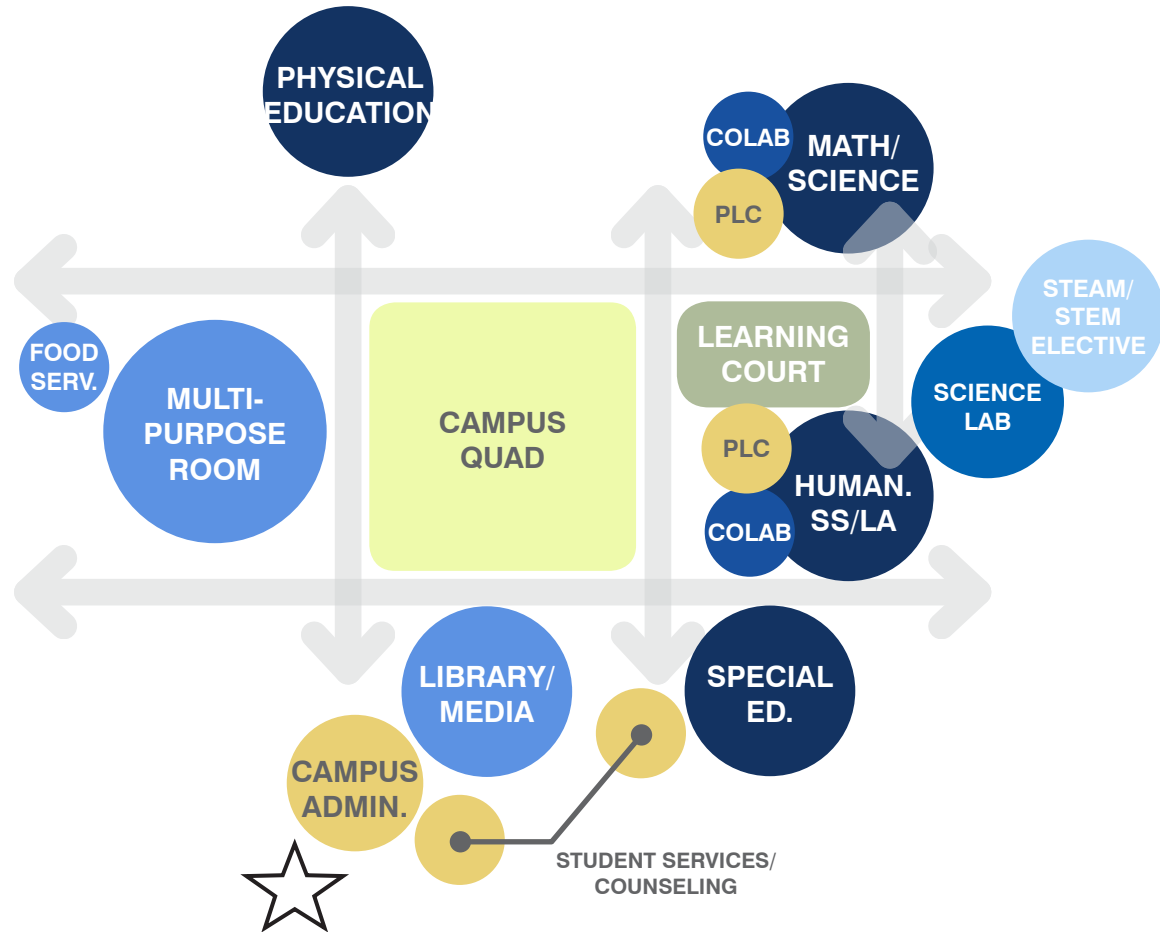 PHYSICAL
EDUCATION
COLAB
MATH/
SCIENCE
PLC
STEAM/
STEM
ELECTIVE
FOOD
SERV.
MULTI-
PURPOSE
ROOM
CAMPUS
QUAD
LEARNING
COURT
SCIENCE
LAB
PLC
HUMAN.
SS/LA
COLAB
LIBRARY/
MEDIA
SPECIAL
ED.
CAMPUS
ADMIN.
STUDENT SERVICES/
COUNSELING